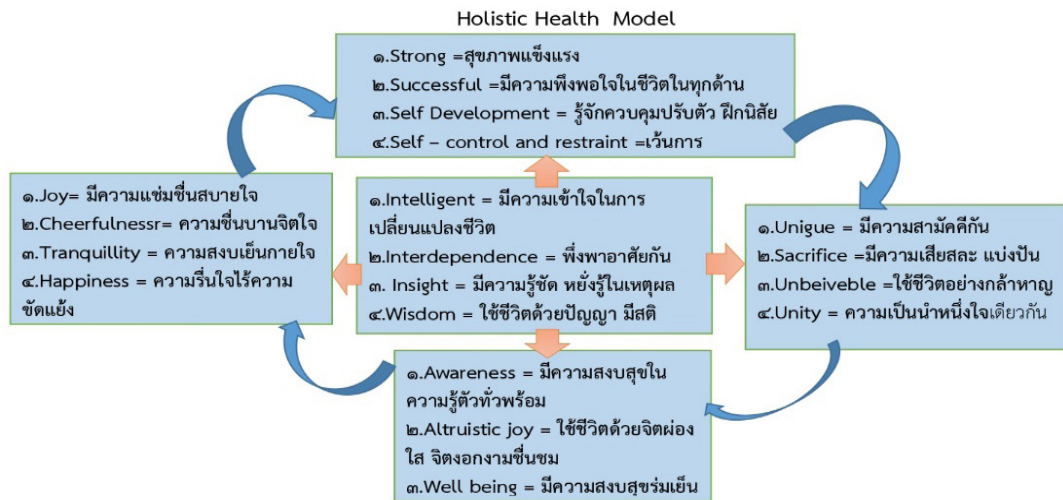 Holistic Health Model
๑.Strong =สุขภาพแข็งแรง
๒.Successful =มีความพึงพอใจในชีวิตในทุกด้าน
๓.Self Development = รู้จักควบคุมปรับตัว ฝึกนิสัย
๔.Self – control and restraint =เว้นการ
๑.Joy= มีความแช่มชื่นสบายใจ
๒.Cheerfulnessr= ความชื่นบานจิตใจ
๓.Tranquillity = ความสงบเย็นกายใจ
๔.Happiness = ความรื่นใจไร้ความ
ขัดแย้ง
๑.Intelligent = มีความเข้าใจในการ
เปลี่ยนแปลงชีวิต
๒.Interdependence = พึ่งพาอาศัยกัน
๓. Insight = มีความรู้ชัด หยั่งรู้ในเหตุผล
๔.Wisdom = ใช้ชีวิตด้วยปัญญา มีสติ
๑.Unigue = มีความสามัคคีกัน
๒.Sacrifice =มีความเสียสละ แบ่งปัน
๓.Unbeiveble =ใช้ชีวิตอย่างกล้าหาญ
๔.Unity = ความเป็นนำหนึ่งใจเดียวกัน
๑.Awareness = มีความสงบสุขใน
ความรู้ตัวทั่วพร้อม
๒.Altruistic joy = ใช้ชีวิตด้วยจิตผ่อง
ใส จิตงอกงามชื่นชม
๓.Well being = มีความสงบสุขร่มเย็น